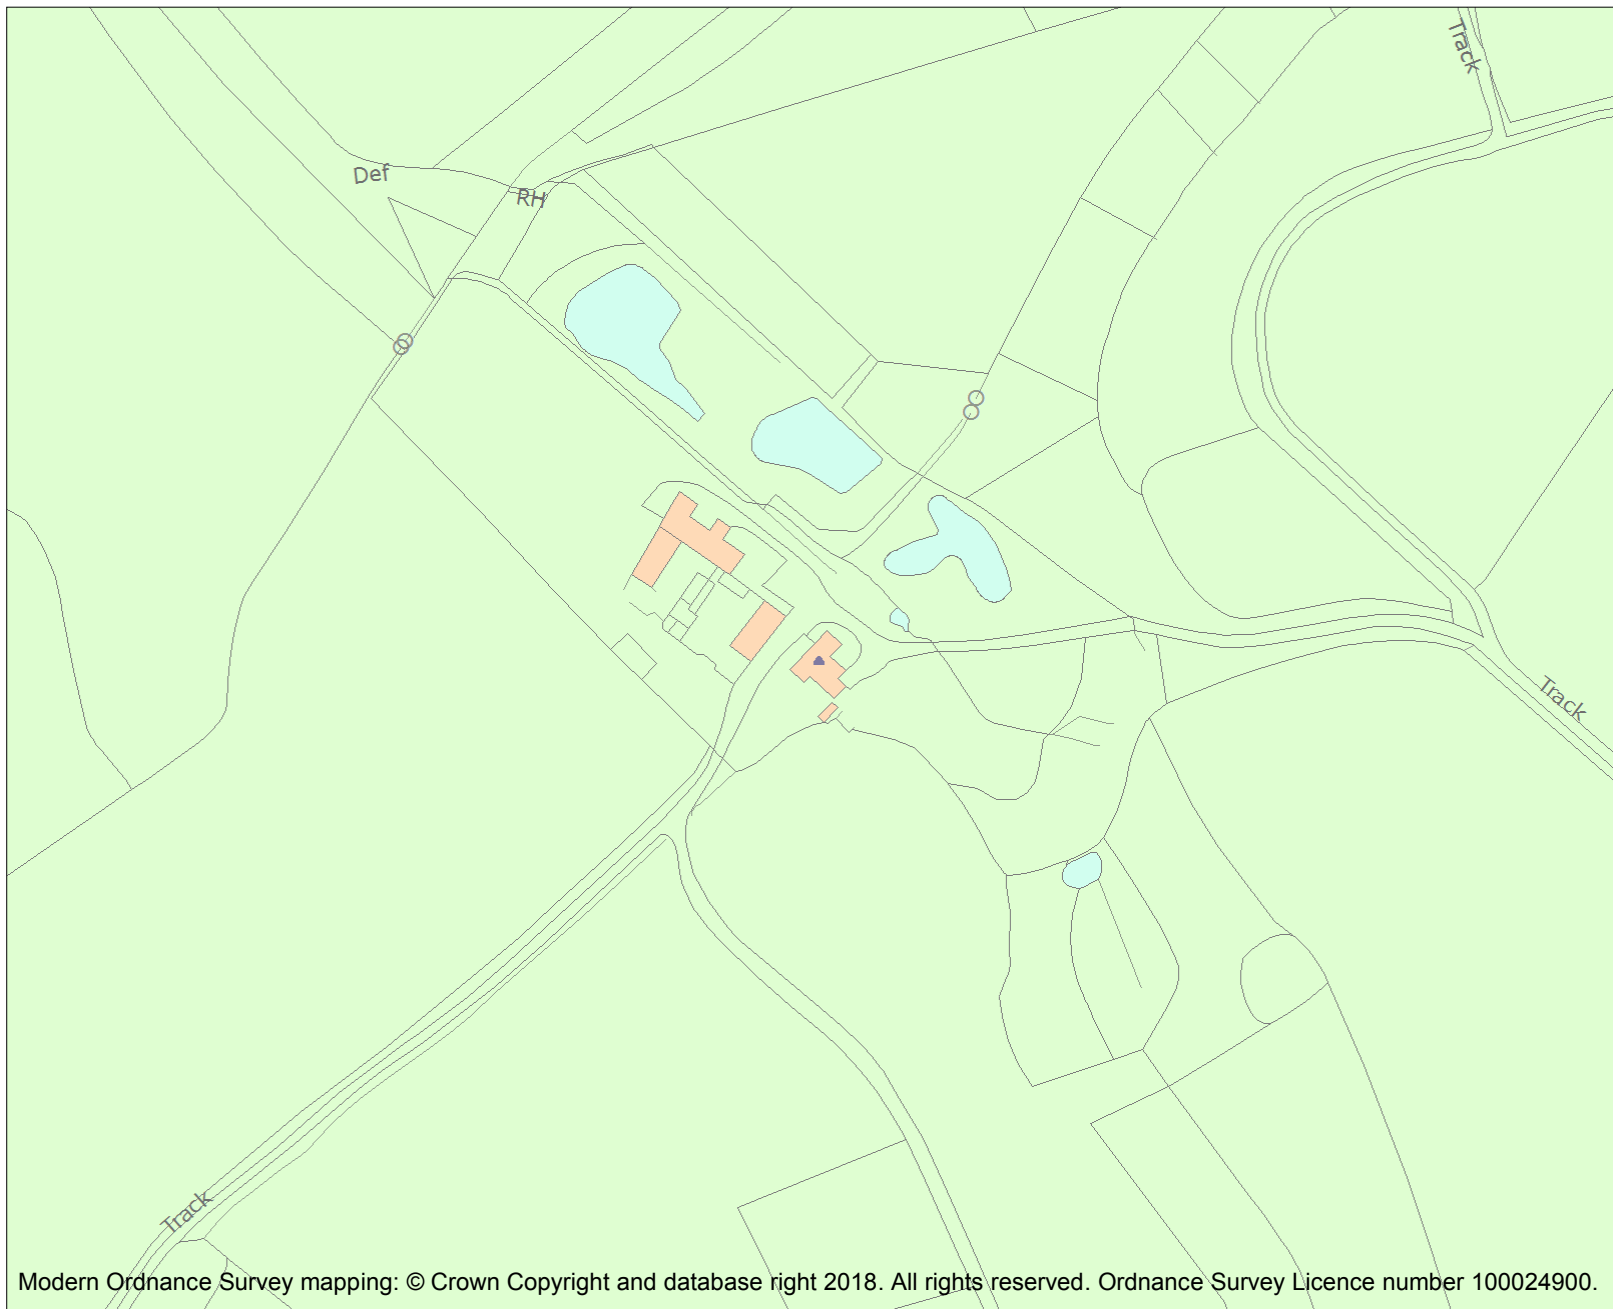 Track
Def
RH
Track
Track
Modern Ordnance Survey mapping: © Crown Copyright and database right 2018. All rights reserved. Ordnance Survey Licence number 100024900.